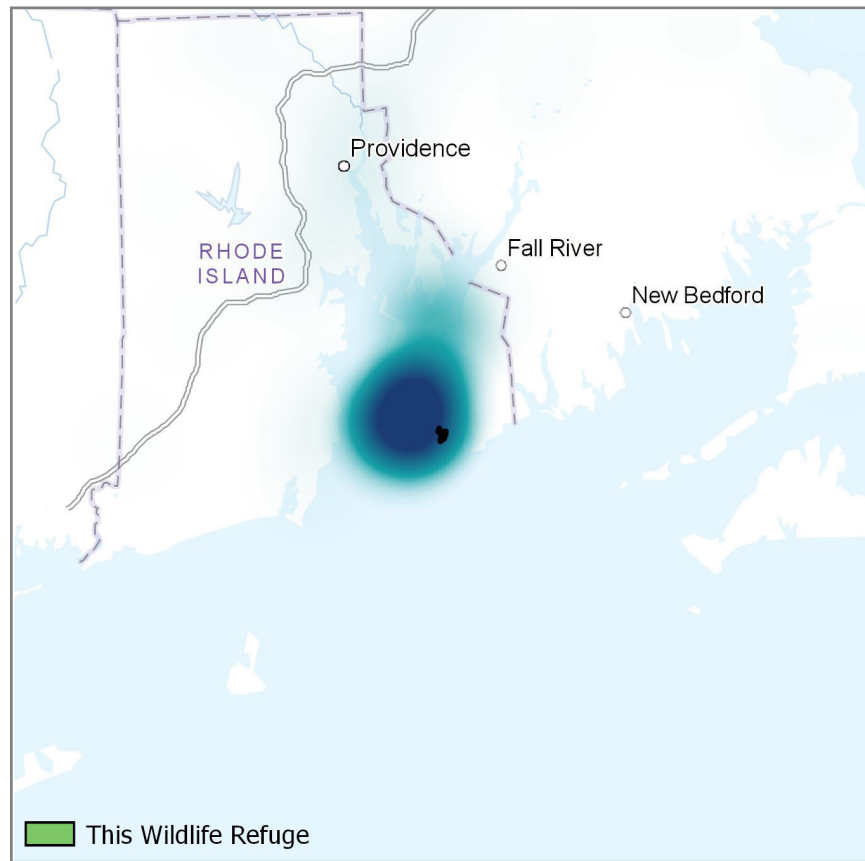 Providence
RHODE
ISLAND
Fall River
New Bedford
This Wildlife Refuge